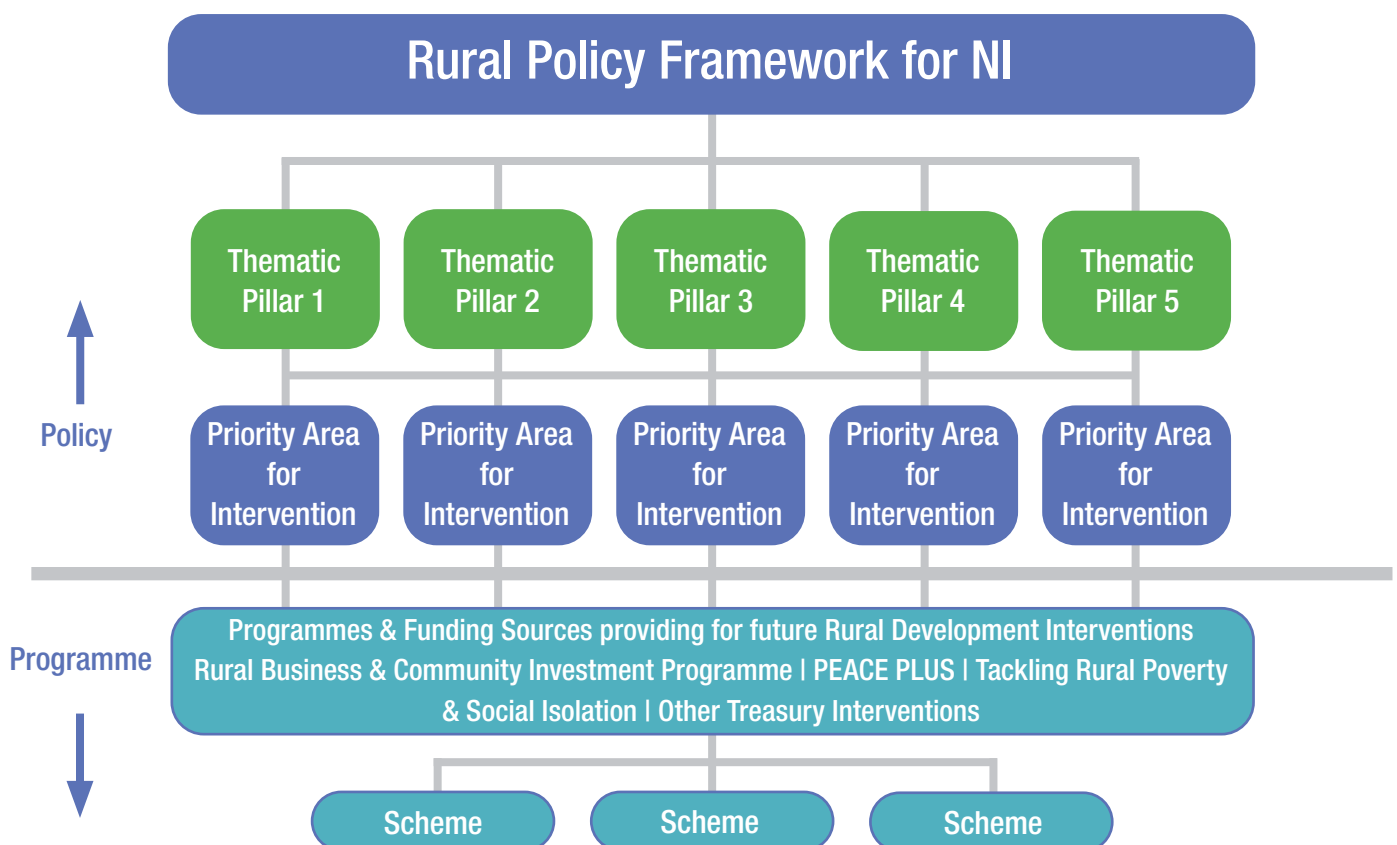 Rural Policy Framework for NI
Thematic
Pillar 1
Thematic
Pillar 2
Thematic
Pillar 3
Thematic
Pillar 4
Thematic
Pillar 5
Policy
Priority Area
for
Intervention
Priority Area
for
Intervention
Priority Area
for
Intervention
Priority Area
for
Intervention
Priority Area
for
Intervention
Programme
Programmes & Funding Sources providing for future Rural Development Interventions
Rural Business & Community Investment Programme | PEACE PLUS | Tackling Rural Poverty
& Social Isolation | Other Treasury Interventions
Scheme
Scheme
Scheme